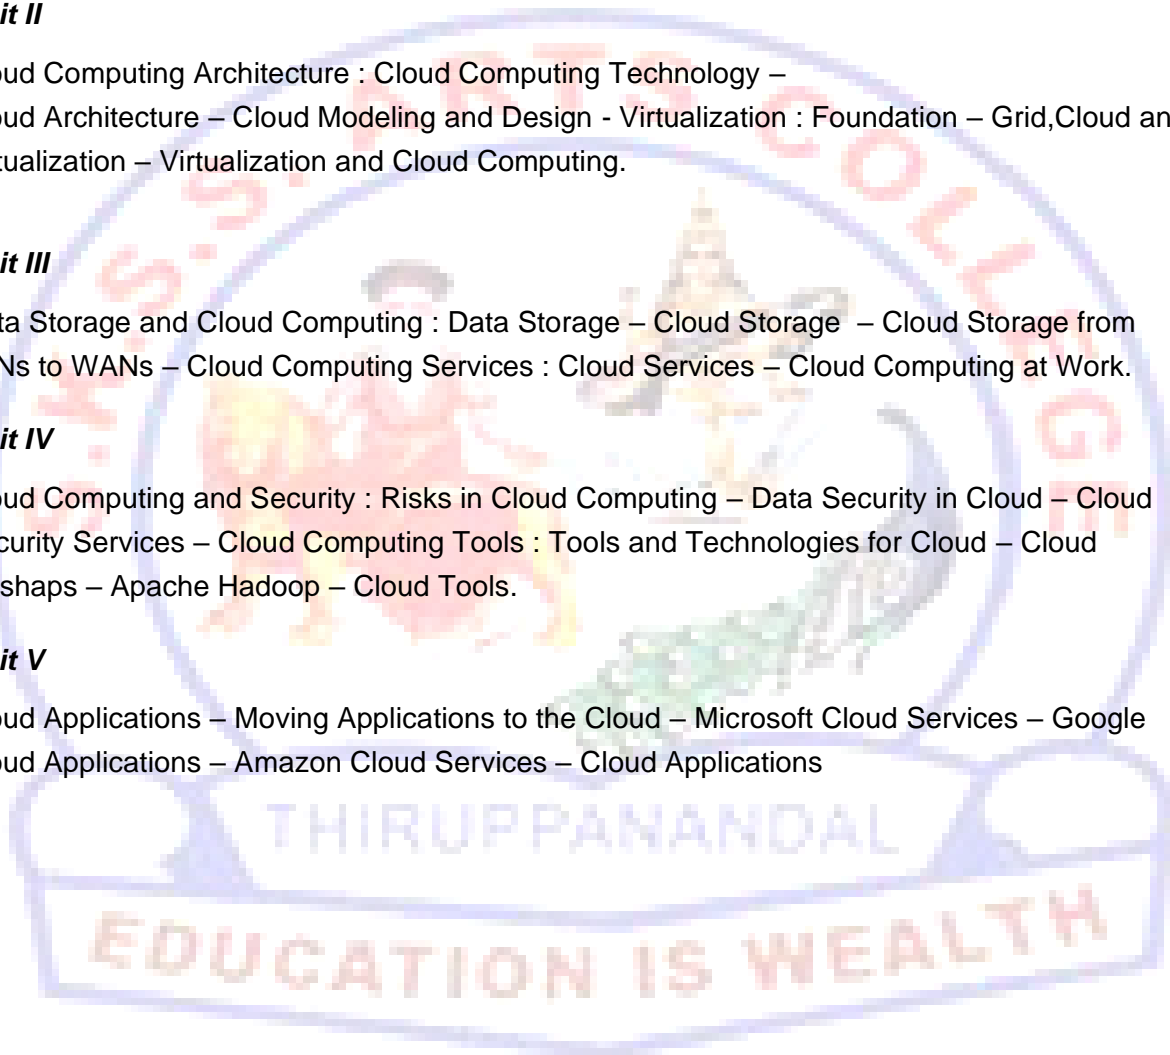 it II
oud Computing Architecture : Cloud Computing Technology –
oud Architecture – Cloud Modeling and Design - Virtualization : Foundation – Grid,Cloud an
tualization – Virtualization and Cloud Computing.
it III
ta Storage and Cloud Computing : Data Storage – Cloud Storage – Cloud Storage from
Ns to WANs – Cloud Computing Services : Cloud Services – Cloud Computing at Work.
it IV
oud Computing and Security : Risks in Cloud Computing – Data Security in Cloud – Cloud
curity Services – Cloud Computing Tools : Tools and Technologies for Cloud – Cloud
shaps – Apache Hadoop – Cloud Tools.
it V
oud Applications – Moving Applications to the Cloud – Microsoft Cloud Services – Google
oud Applications – Amazon Cloud Services – Cloud Applications
S.K.S.S. ARTS COLLEGE
THIRUPPANANDAL
EDUCATION IS WEALTH